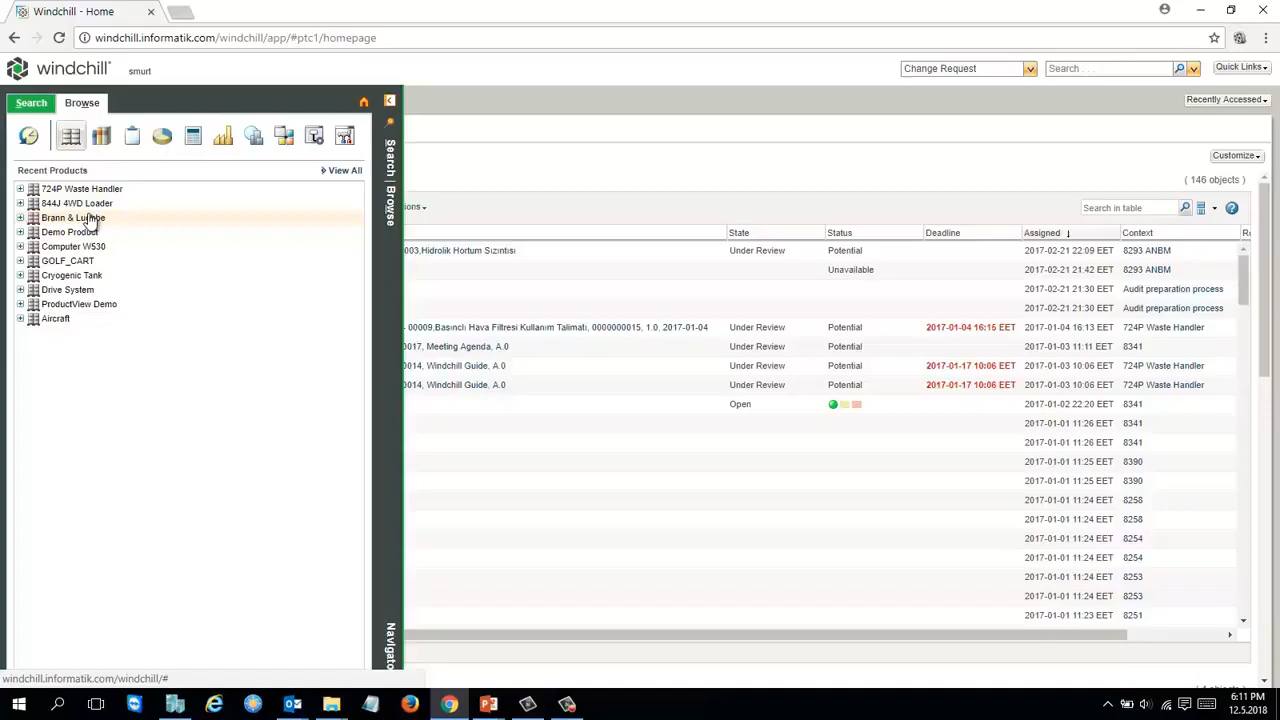 Windchill - Home
windchill.informatik.com/windchill/app/#ptc1/homepage
windchill
smurt
Change Request
Search . . .
Quick Links
Search
Browse
Recently Accessed
Recent Products
View All
Customize
724P Waste Handler
( 146 objects )
844J 4WD Loader
ions
Search in table
Brann &
Demo Product
State
Status
Deadline
Assigned
Context
Computer W530
003,Hidrolik Hortum Sızıntısı
Under Review
Potential
2017-02-21 22:09 EET
8293 ANBM
GOLF_CART
Unavailable
2017-02-21 21:42 EET
8293 ANBM
Cryogenic Tank
Drive System
2017-02-21 21:30 EET
Audit preparation process
ProductView Demo
2017-02-21 21:30 EET
Audit preparation process
Aircraft
- 00009,Basınclı Hava Filtresi Kullanım Talimatı, 0000000015, 1.0, 2017-01-04
Under Review
Potential
2017-01-04 16:15 EET
2017-01-04 16:13 EET
724P Waste Handler
0017, Meeting Agenda, A.0
Under Review
Potential
2017-01-03 11:11 EET
8341
0014, Windchill Guide, A.0
Under Review
Potential
2017-01-17 10:06 EET
2017-01-03 10:06 EET
724P Waste Handler
0014, Windchill Guide, A.0
Under Review
Potential
2017-01-17 10:06 EET
2017-01-03 10:06 EET
724P Waste Handler
Open
2017-01-02 22:20 EET
8341
2017-01-01 11:26 EET
8341
2017-01-01 11:26 EET
8341
2017-01-01 11:25 EET
8390
2017-01-01 11:25 EET
8390
2017-01-01 11:24 EET
8258
2017-01-01 11:24 EET
8258
2017-01-01 11:24 EET
8254
2017-01-01 11:24 EET
8254
2017-01-01 11:24 EET
8253
2017-01-01 11:24 EET
8253
2017-01-01 11:23 EET
8251
Search | Browse
Navigato
windchill.informatik.com/windchill/#
6:11 PM
12.5.2018